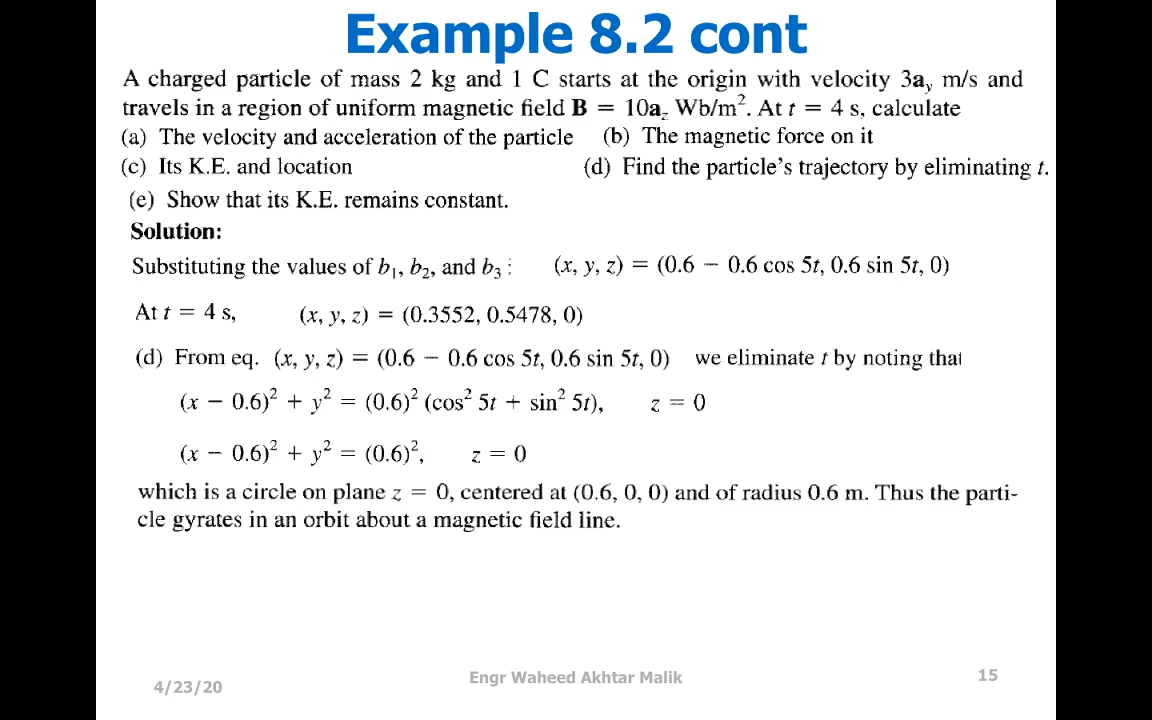 Example 8.2 cont
A charged particle of mass 2 kg and 1 C starts at the origin with velocity 3a_y m/s and
travels in a region of uniform magnetic field B = 10a_z Wb/m². At t = 4 s, calculate
(a) The velocity and acceleration of the particle (b) The magnetic force on it
(c) Its K.E. and location (d) Find the particle's trajectory by eliminating t.
(e) Show that its K.E. remains constant.
Solution:
Substituting the values of b₁, b₂, and b₃ : (x, y, z) = (0.6 − 0.6 cos 5t, 0.6 sin 5t, 0)
At t = 4 s, (x, y, z) = (0.3552, 0.5478, 0)
(d) From eq. (x, y, z) = (0.6 − 0.6 cos 5t, 0.6 sin 5t, 0) we eliminate t by noting that
(x − 0.6)² + y² = (0.6)² (cos² 5t + sin² 5t), z = 0
(x − 0.6)² + y² = (0.6)², z = 0
which is a circle on plane z = 0, centered at (0.6, 0, 0) and of radius 0.6 m. Thus the parti-
cle gyrates in an orbit about a magnetic field line.
4/23/20 Engr Waheed Akhtar Malik 15